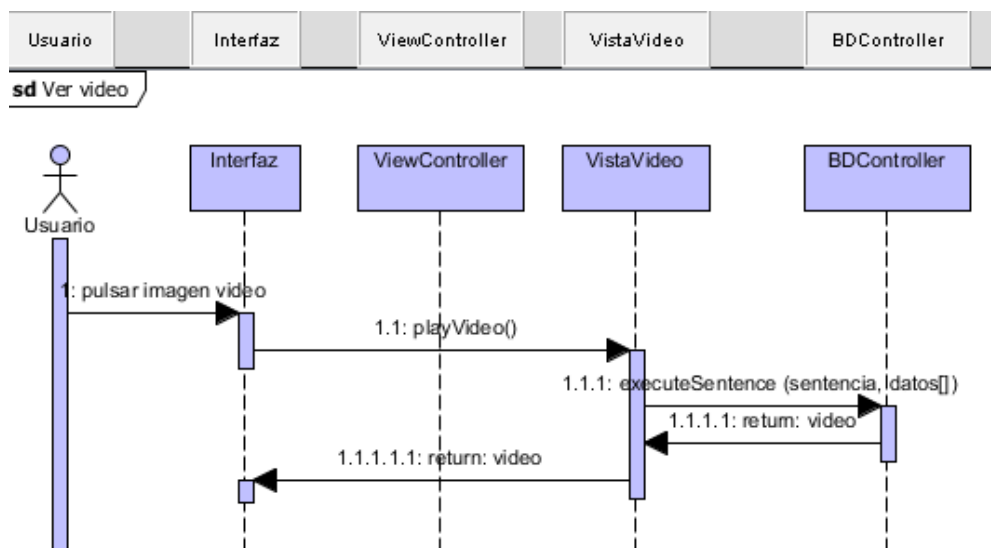 Usuario
Interfaz
ViewController
VistaVideo
BDController
sd Ver video
Interfaz
ViewController
VistaVideo
BDController
Usuario
1: pulsar imagen video
1.1: playVideo()
1.1.1: executeSentence (sentencia, datos[])
1.1.1.1: return: video
1.1.1.1.1: return: video